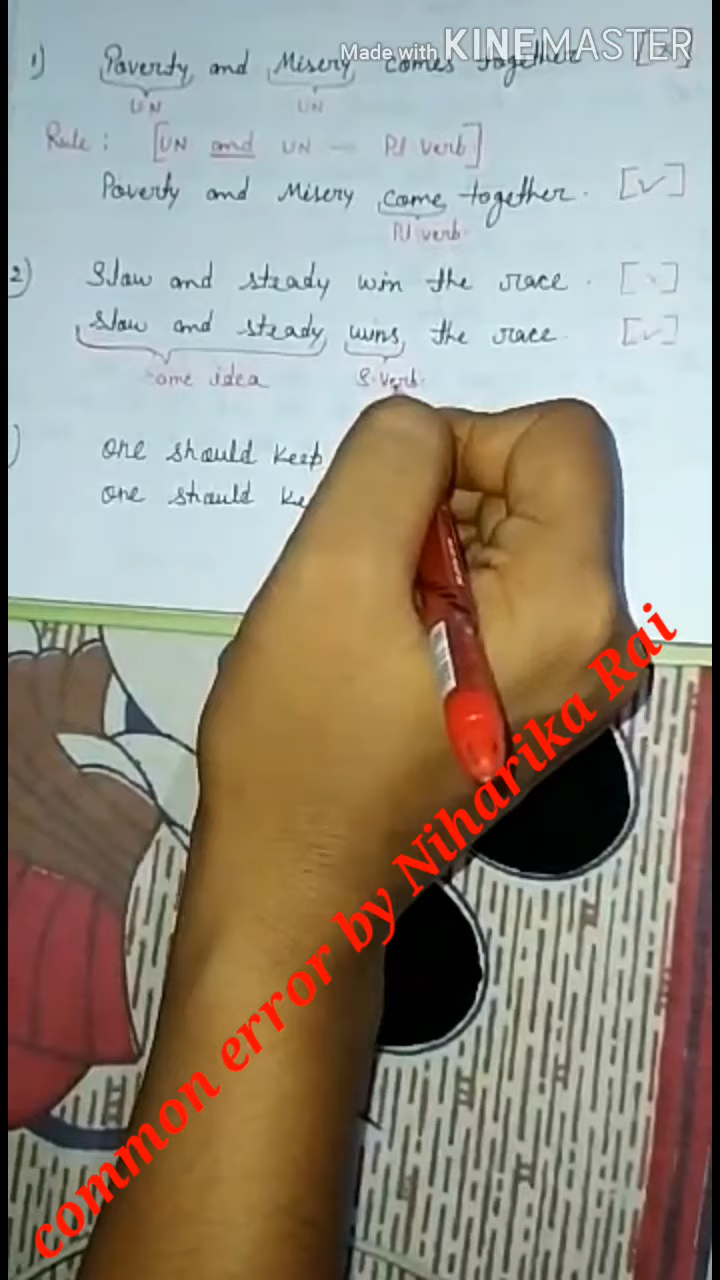 Made with KINEMASTER
1) Poverty and Misery comes together [×]
UN UN
Rule : [UN and UN — Pl verb]
Poverty and Misery come together. [✓]
Pl verb.
2) Slow and steady win the race. [×]
Slow and steady wins the race. [✓]
same idea S.verb.
) one should keep
one should ke
common error by Niharika Rai